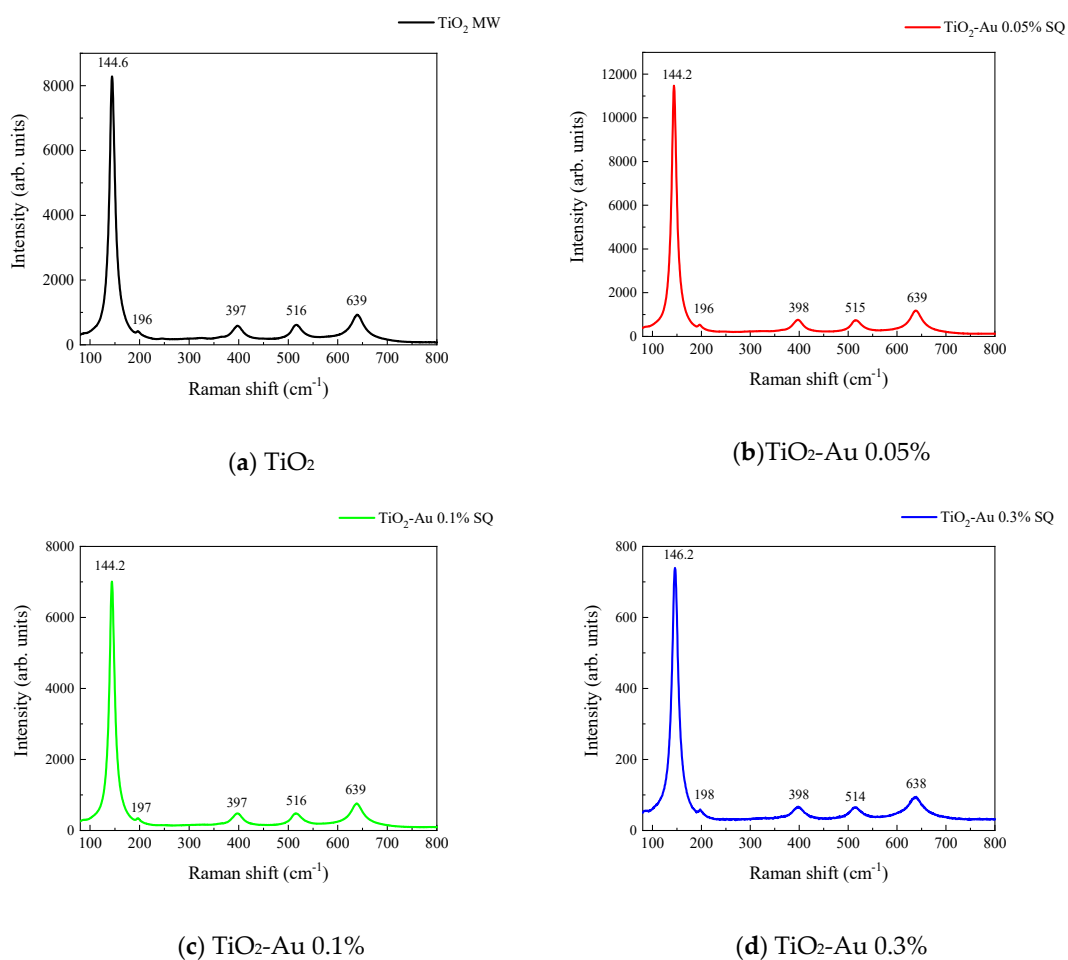 TiO2 MW
144.6
8000
6000
4000
2000
0
Intensity (arb. units)
196
397
516
639
100 200 300 400 500 600 700 800
Raman shift (cm-1)
(a) TiO2
TiO2-Au 0.05% SQ
144.2
12000
10000
8000
6000
4000
2000
0
Intensity (arb. units)
196
398
515
639
100 200 300 400 500 600 700 800
Raman shift (cm-1)
(b)TiO2-Au 0.05%
TiO2-Au 0.1% SQ
144.2
8000
6000
4000
2000
0
Intensity (arb. units)
197
397
516
639
100 200 300 400 500 600 700 800
Raman shift (cm-1)
(c) TiO2-Au 0.1%
TiO2-Au 0.3% SQ
146.2
800
600
400
200
0
Intensity (arb. units)
198
398
514
638
100 200 300 400 500 600 700 800
Raman shift (cm-1)
(d) TiO2-Au 0.3%